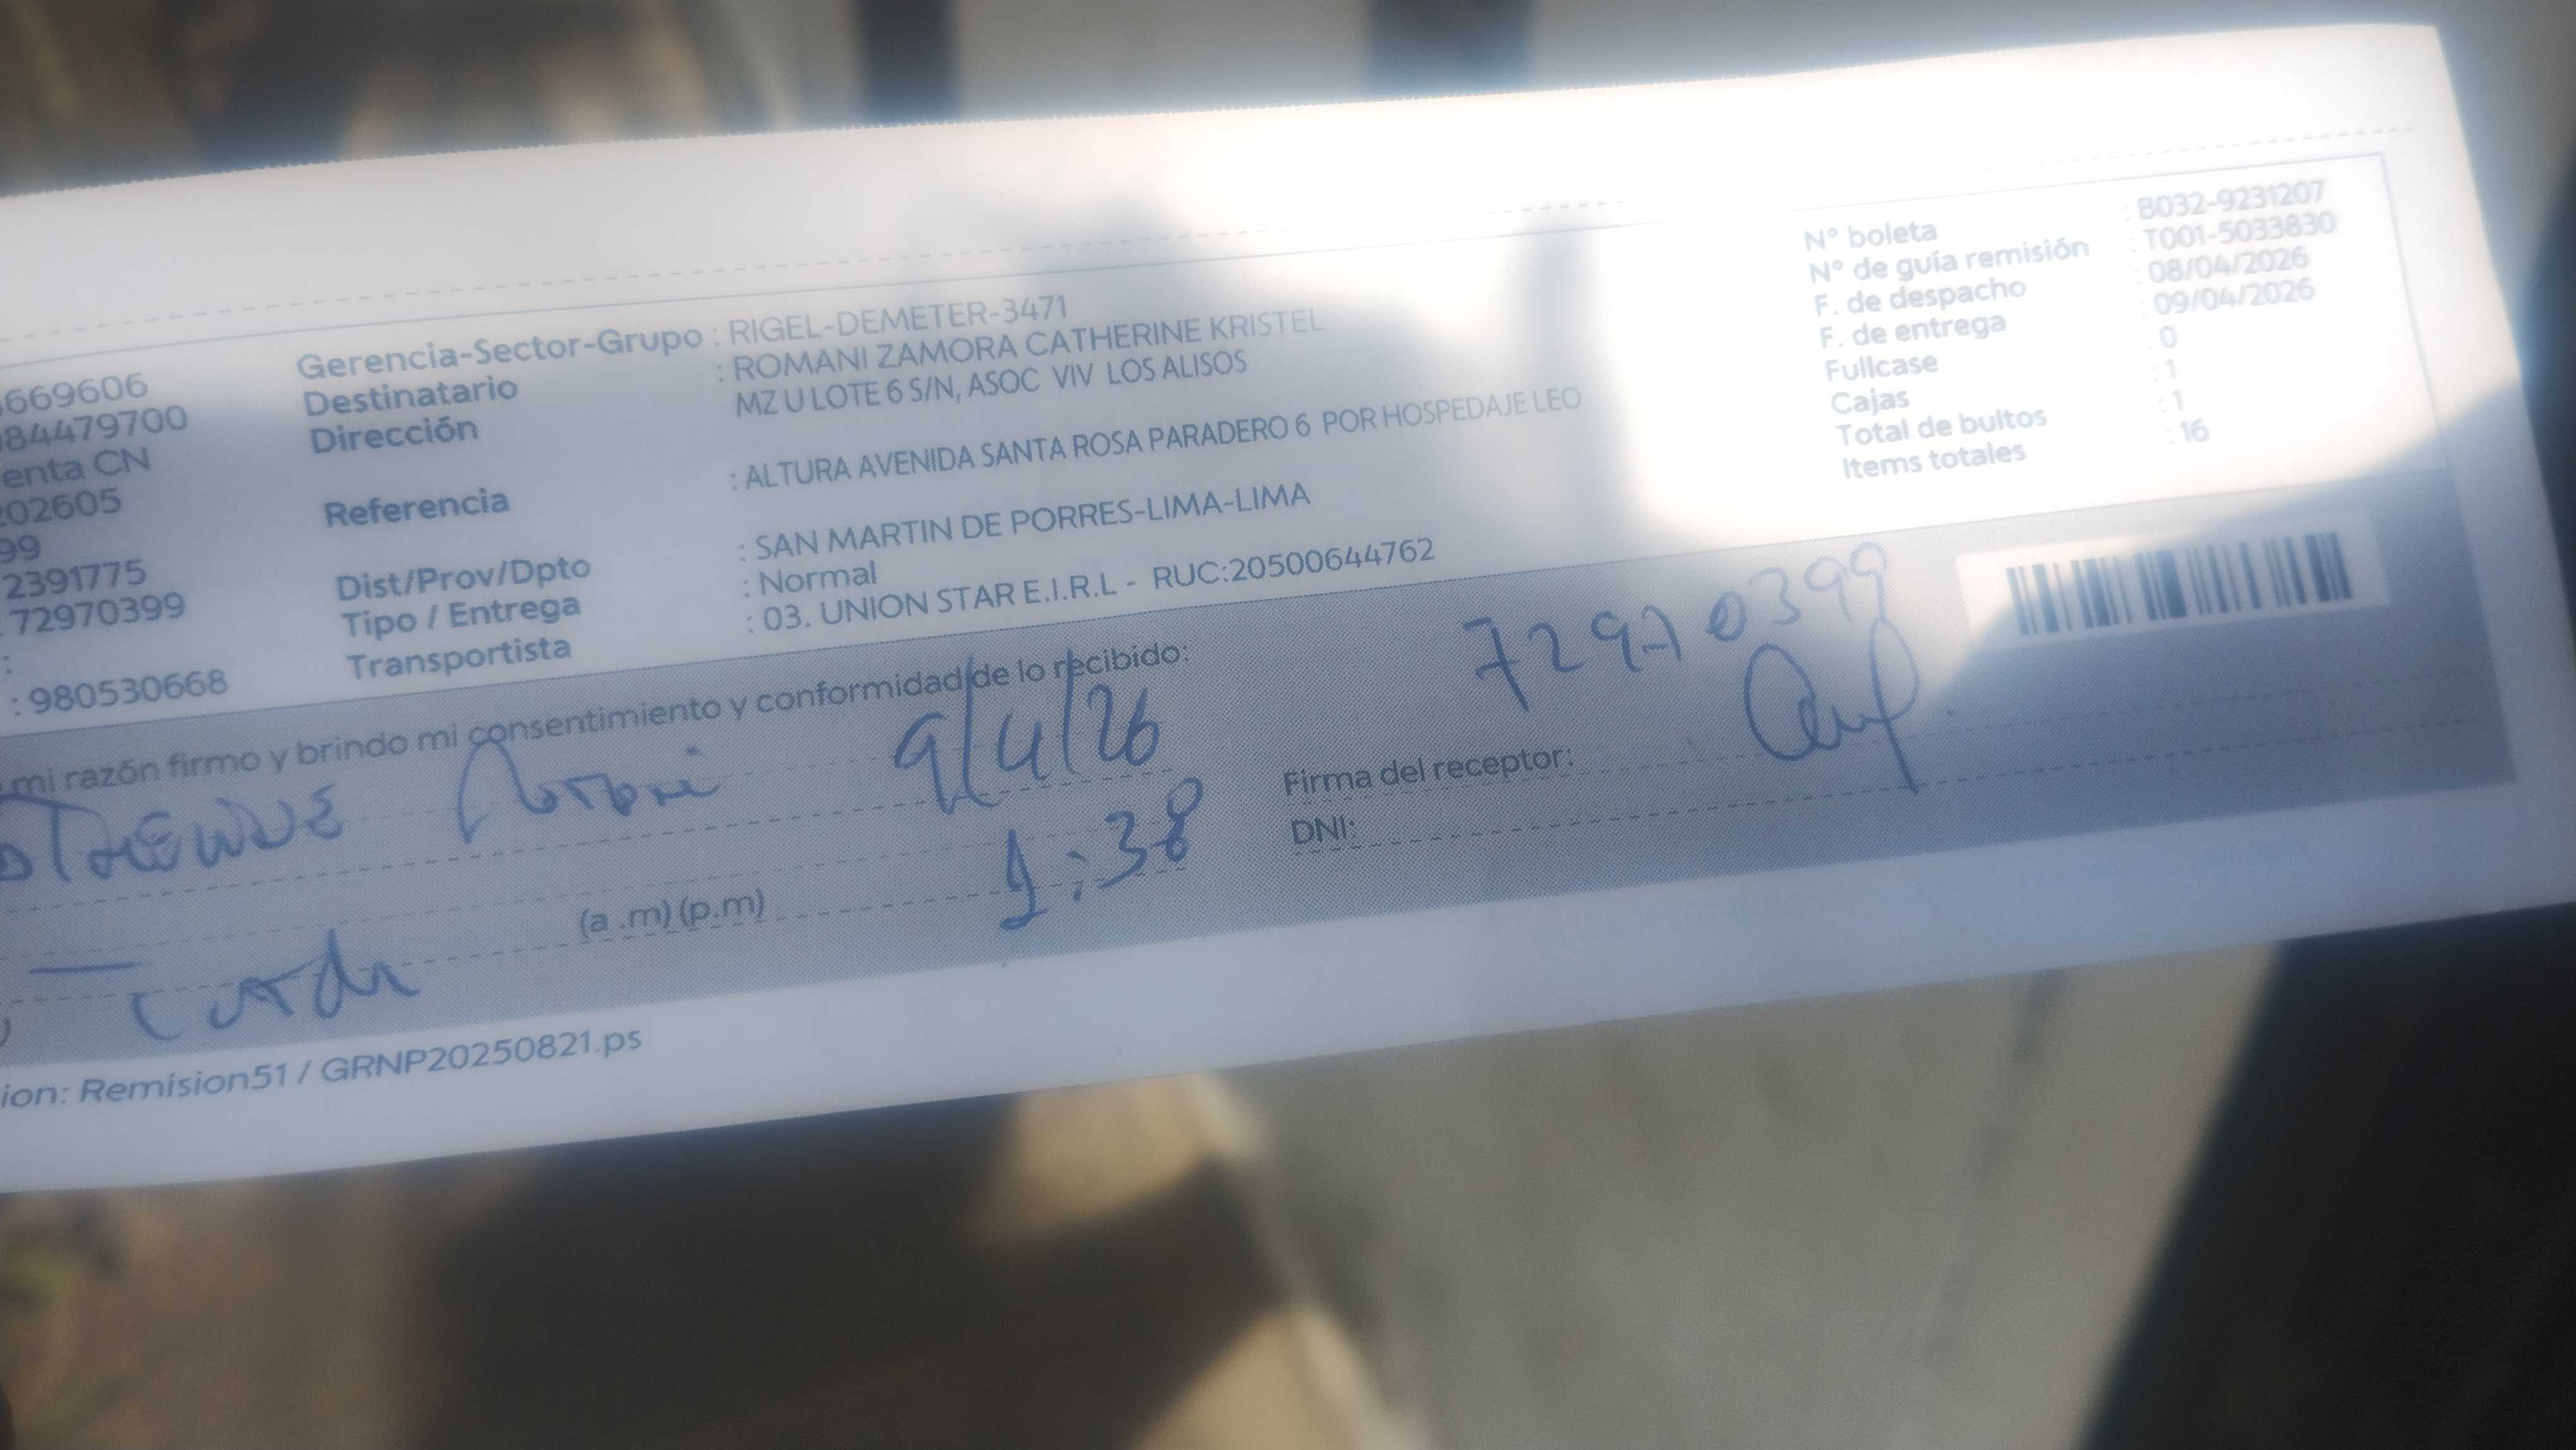 669606
84479700
enta CN
202605
99
2391775
72970399
:
: 980530668
Gerencia-Sector-Grupo : RIGEL-DEMETER-3471
Destinatario : ROMANI ZAMORA CATHERINE KRISTEL
Dirección MZ U LOTE 6 S/N, ASOC VIV LOS ALISOS
Referencia : ALTURA AVENIDA SANTA ROSA PARADERO 6 POR HOSPEDAJE LEO
Dist/Prov/Dpto : SAN MARTIN DE PORRES-LIMA-LIMA
Tipo / Entrega : Normal
Transportista : 03. UNION STAR E.I.R.L - RUC:20500644762
N° boleta : B032-9231207
N° de guía remisión : T001-5033830
F. de despacho : 08/04/2026
F. de entrega : 09/04/2026
Fullcase : 0
Cajas : 1
Total de bultos : 1
Items totales : 16
mi razón firmo y brindo mi consentimiento y conformidad de lo recibido:
9/4/26
72970399
Firma del receptor:
(a .m) (p.m) 1:38
DNI:
ion: Remision51 / GRNP20250821.ps